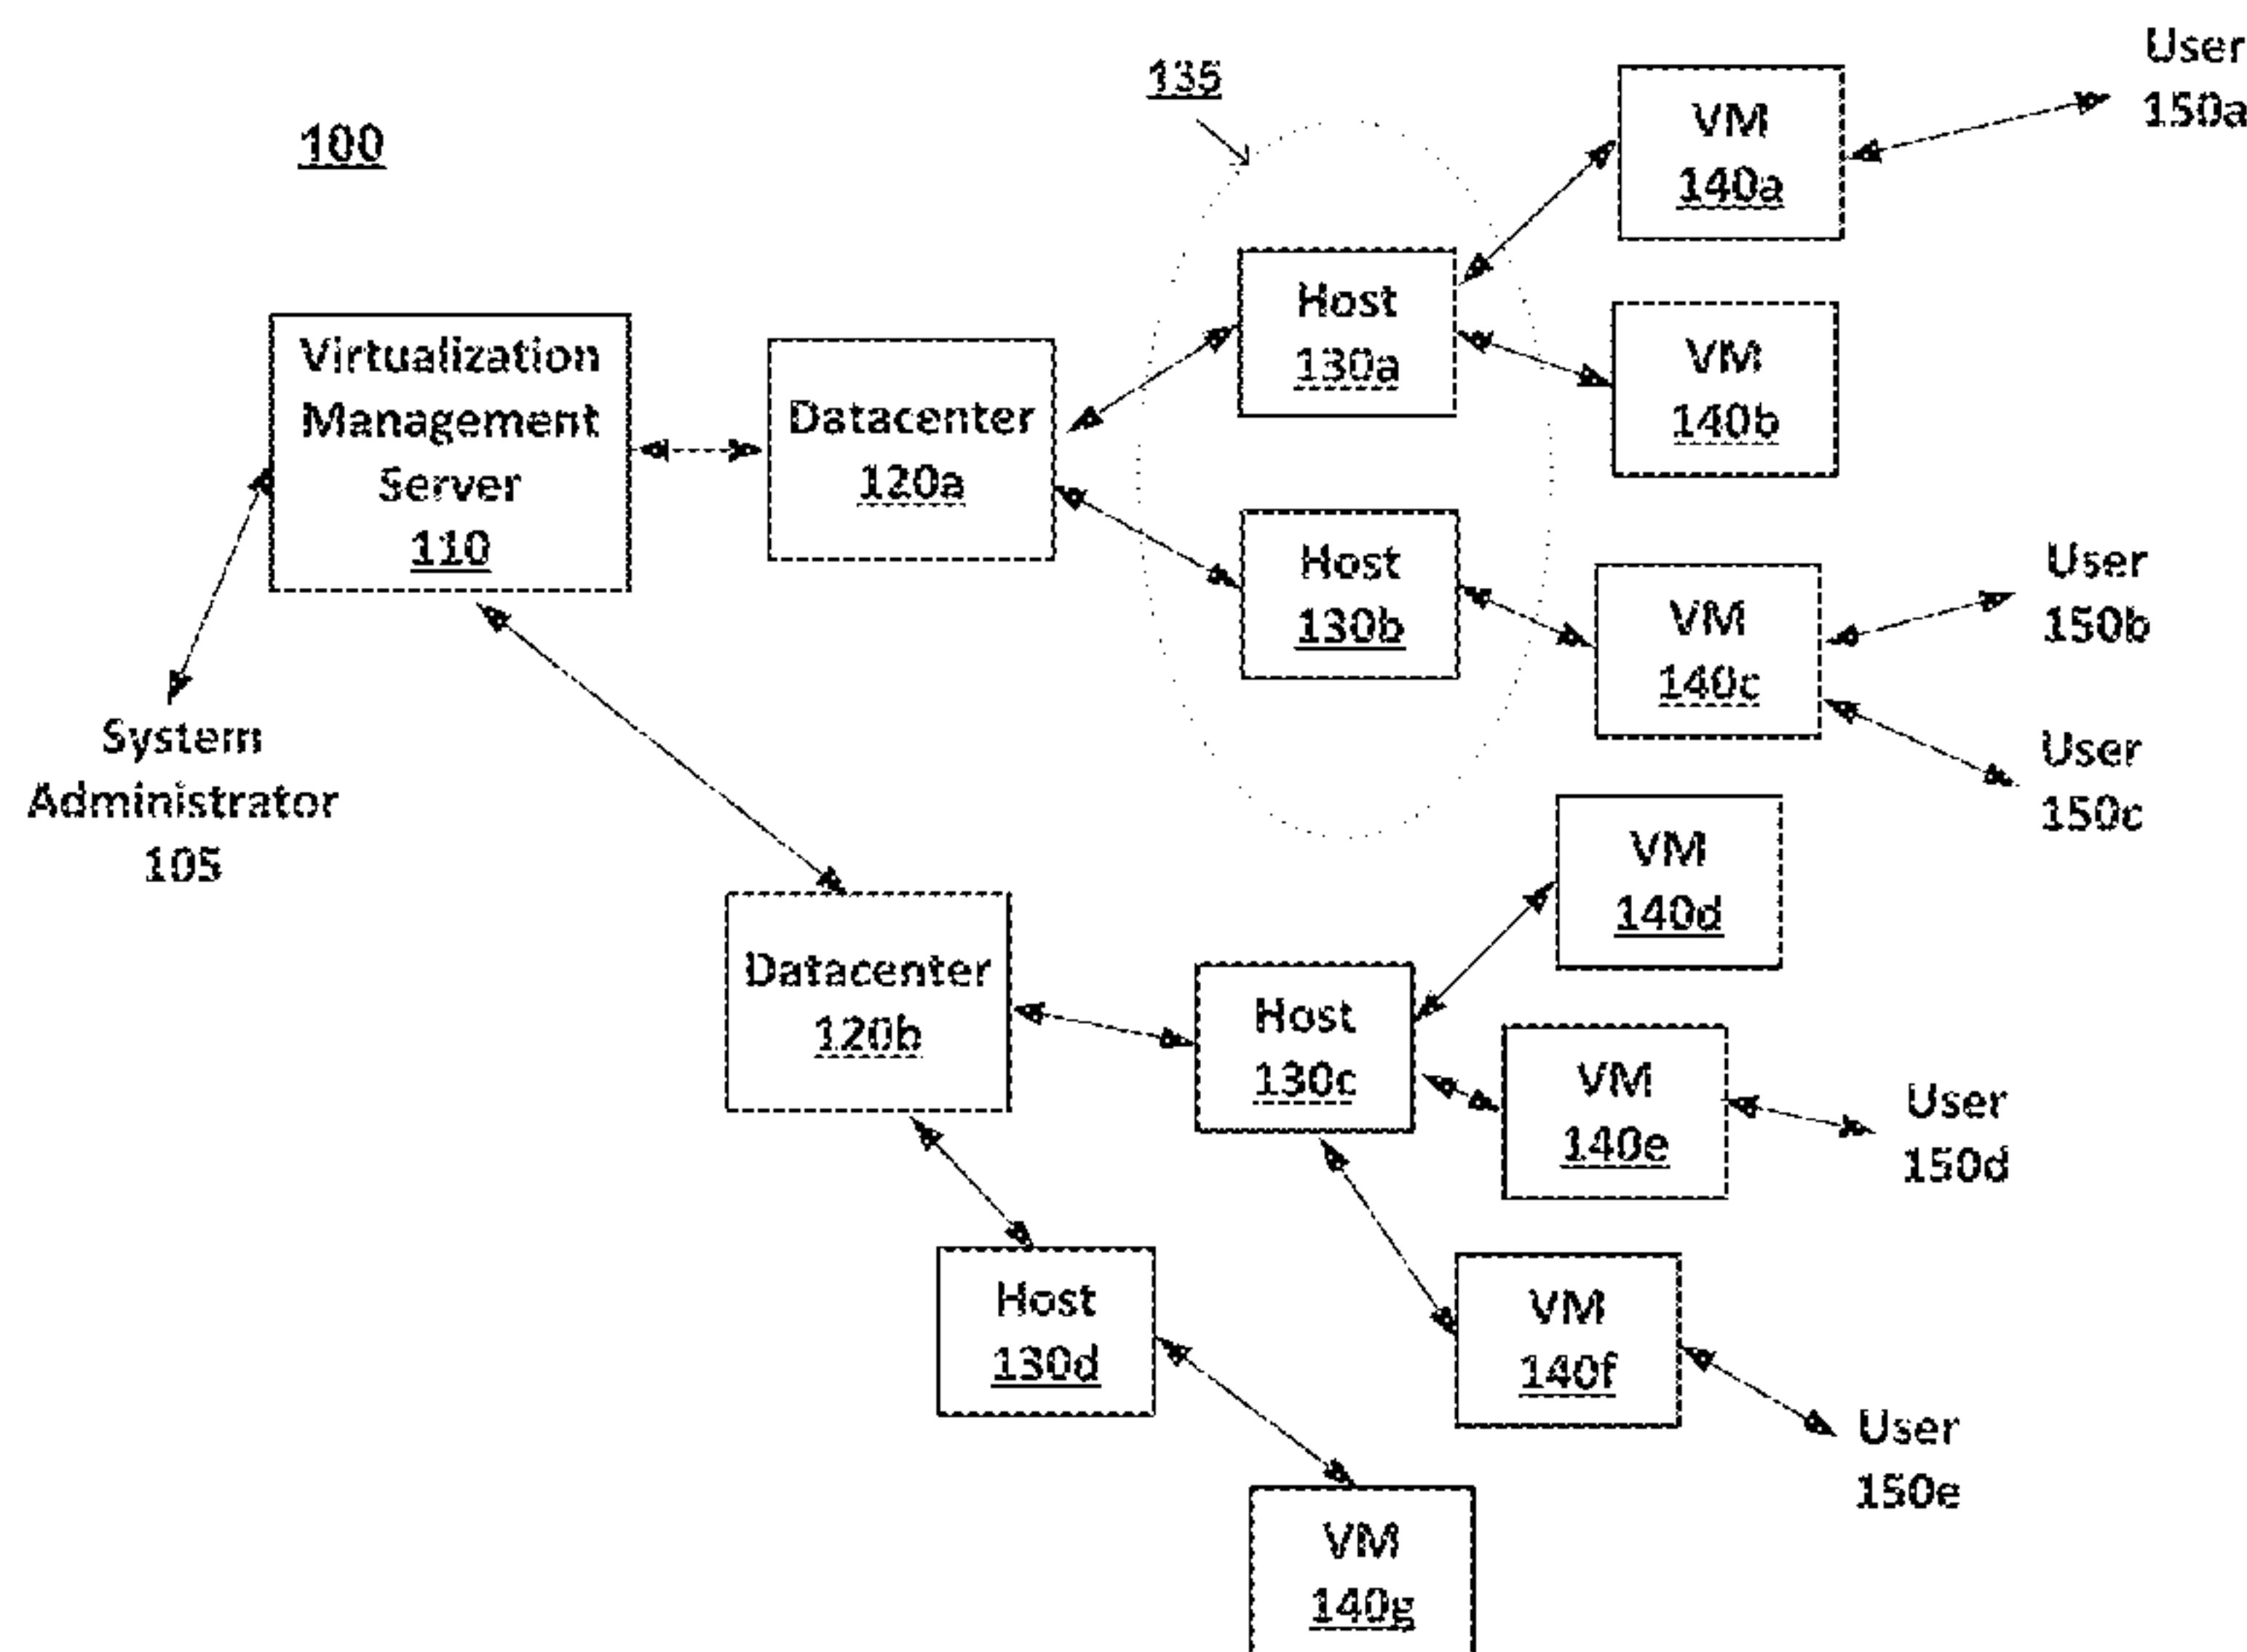 100
135
User
150a
VM
140a
Host
130a
VM
140b
Virtualization
Management
Server
110
Datacenter
120a
Host
130b
VM
140c
User
150b
User
150c
System
Administrator
105
VM
140d
Datacenter
120b
Host
130c
VM
140e
User
150d
Host
130d
VM
140f
User
150e
VM
140g